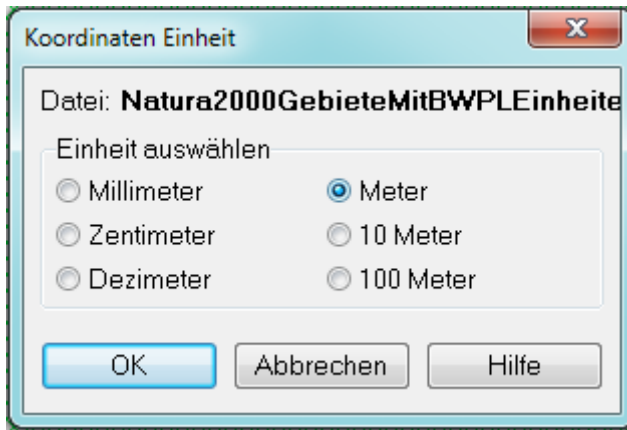 Koordinaten Einheit
Datei: Natura2000GebieteMitBWPLEinheite
Einheit auswählen
Millimeter
Meter
Zentimeter
10 Meter
Dezimeter
100 Meter
OK
Abbrechen
Hilfe